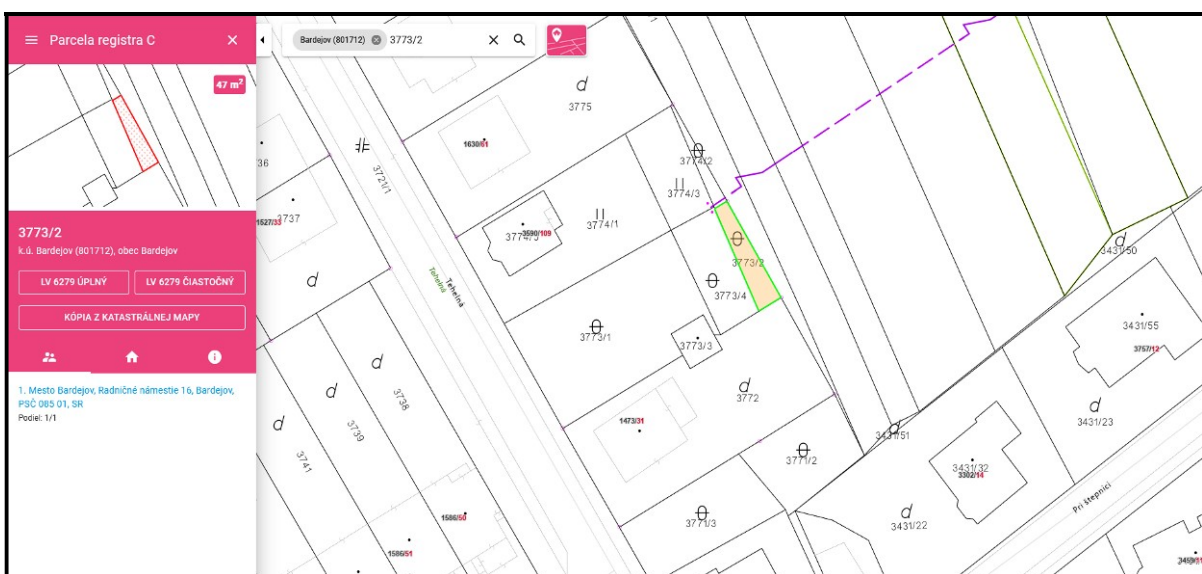 Parcela registra C
47 m²
3773/2
k.ú. Bardejov (801712), obec Bardejov
LV 6279 ÚPLNÝ
LV 6279 ČIASTOČNÝ
KÓPIA Z KATASTRÁLNEJ MAPY
1. Mesto Bardejov, Radničné námestie 16, Bardejov,
PSČ 085 01, SR
Podiel: 1/1
Bardejov (801712) 3773/2
d
3775
1630/61
3721/1
36
3737
1527/33
3590/109
3774/1
3774/2
3774/3
3773/2
3773/4
3773/1
3773/3
Tehelná
Tehelná
d
d
3738
d
3739
d
3741
1586/50
1586/51
1473/31
d
3772
3771/2
3771/3
d
3431/50
3431/55
3757/12
d
3431/23
d
3431/51
3431/32
3302/14
d
3431/22
Pri štepnici